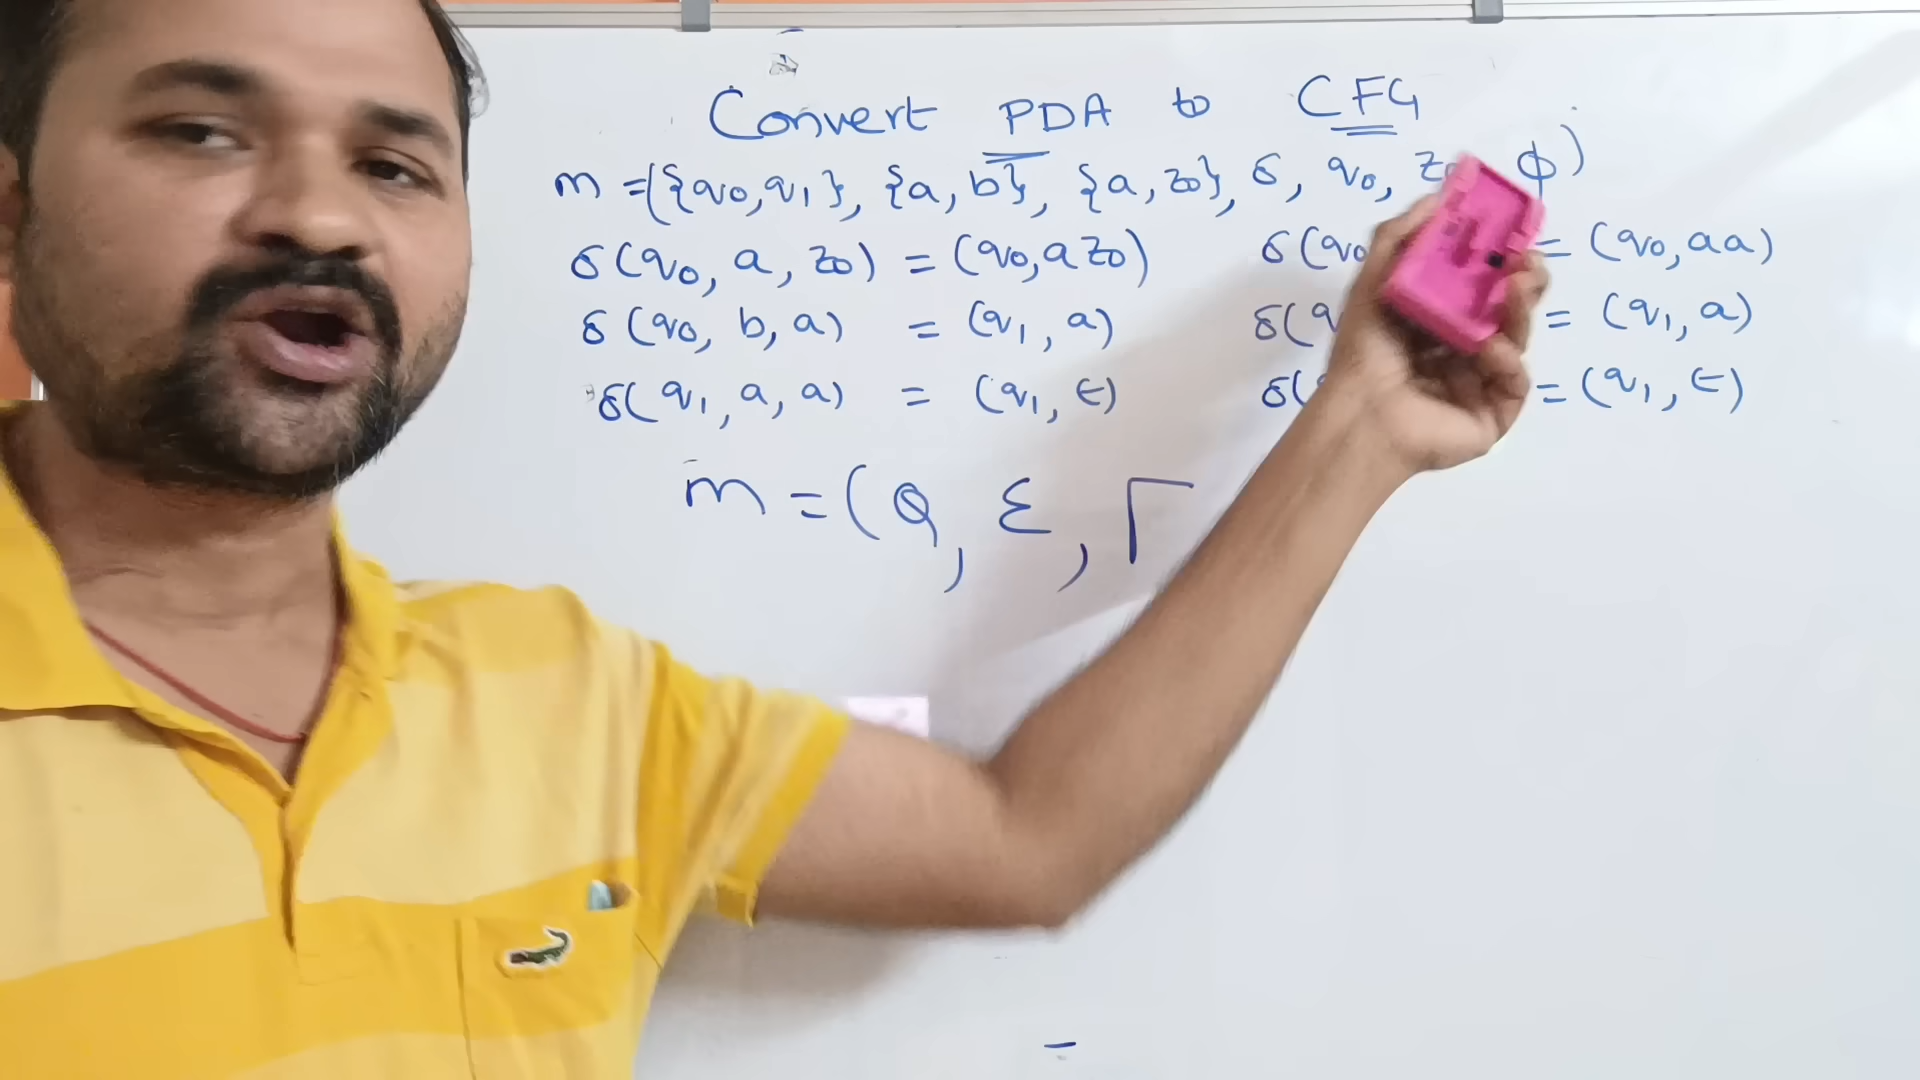 Convert PDA to CFG
m = ({q0, q1}, {a, b}, {a, z0}, δ, q0, z0, ϕ)
δ(q0, a, z0) = (q0, az0) δ(q0 = (q0, aa)
δ(q0, b, a) = (q1, a) δ(q = (q1, a)
δ(q1, a, a) = (q1, ε) δ( = (q1, ε)
m = (Q, Σ, Γ